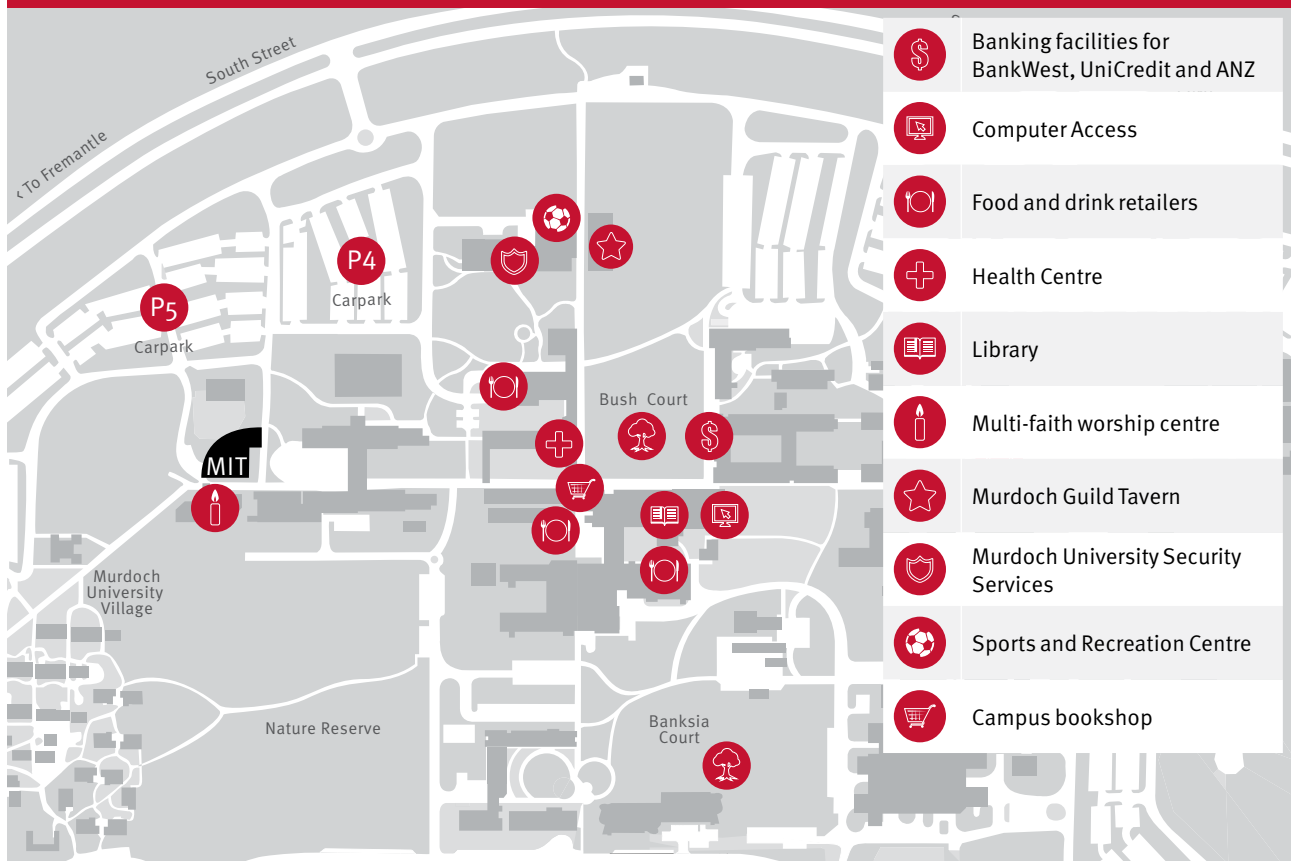 South Street
‹ To Fremantle
P4
Carpark
P5
Carpark
MIT
Bush Court
$
Murdoch
University
Village
Nature Reserve
Banksia
Court
$
Banking facilities for
BankWest, UniCredit and ANZ
Computer Access
Food and drink retailers
Health Centre
Library
Multi-faith worship centre
Murdoch Guild Tavern
Murdoch University Security
Services
Sports and Recreation Centre
Campus bookshop